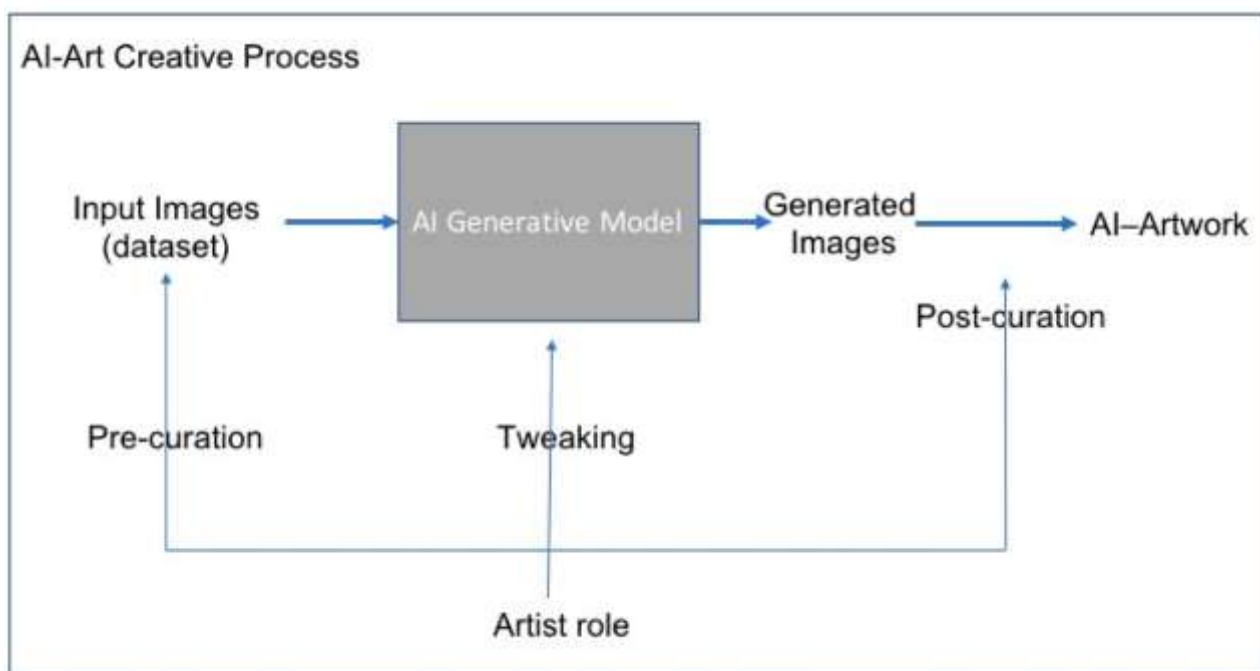 AI-Art Creative Process
Input Images
(dataset)
AI Generative Model
Generated
Images
AI–Artwork
Post-curation
Pre-curation
Tweaking
Artist role